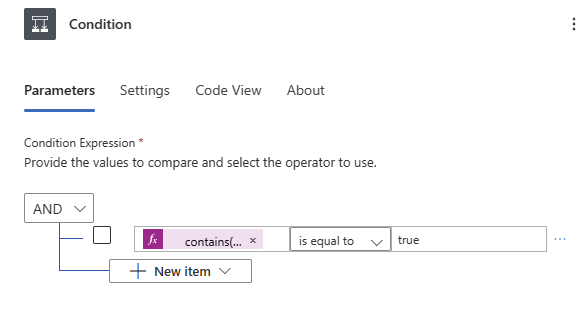 Condition
Parameters Settings Code View About
Condition Expression *
Provide the values to compare and select the operator to use.
AND
fx contains(... × is equal to true ...
+ New item